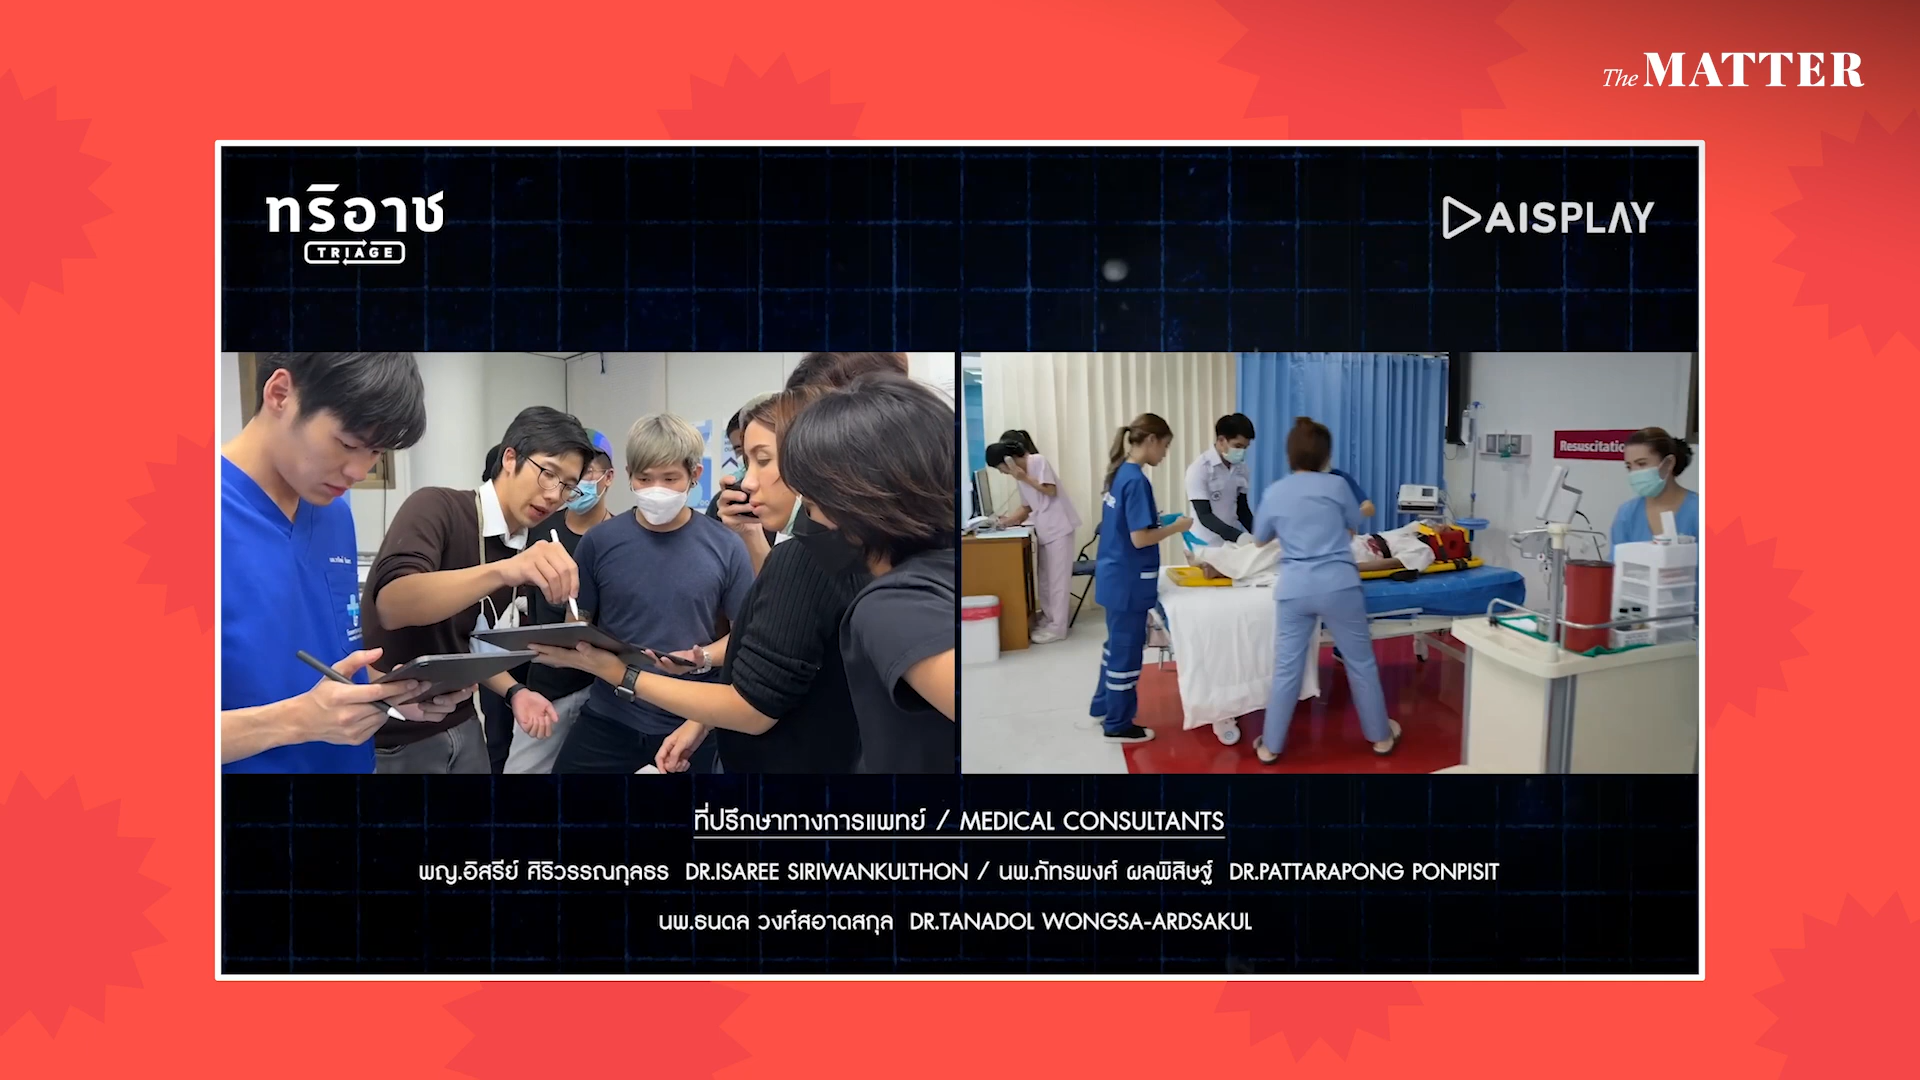 The MATTER
ทริอาช
TRIAGE
AISPLAY
Resuscitatio
ที่ปรึกษาทางการแพทย์ / MEDICAL CONSULTANTS
พญ.อิสรีย์ ศิริวรรณกุลธร DR.ISAREE SIRIWANKULTHON / นพ.ภัทรพงศ์ ผลพิสิษฐ์ DR.PATTARAPONG PONPISIT
นพ.ธนดล วงศ์สอาดสกุล DR.TANADOL WONGSA-ARDSAKUL